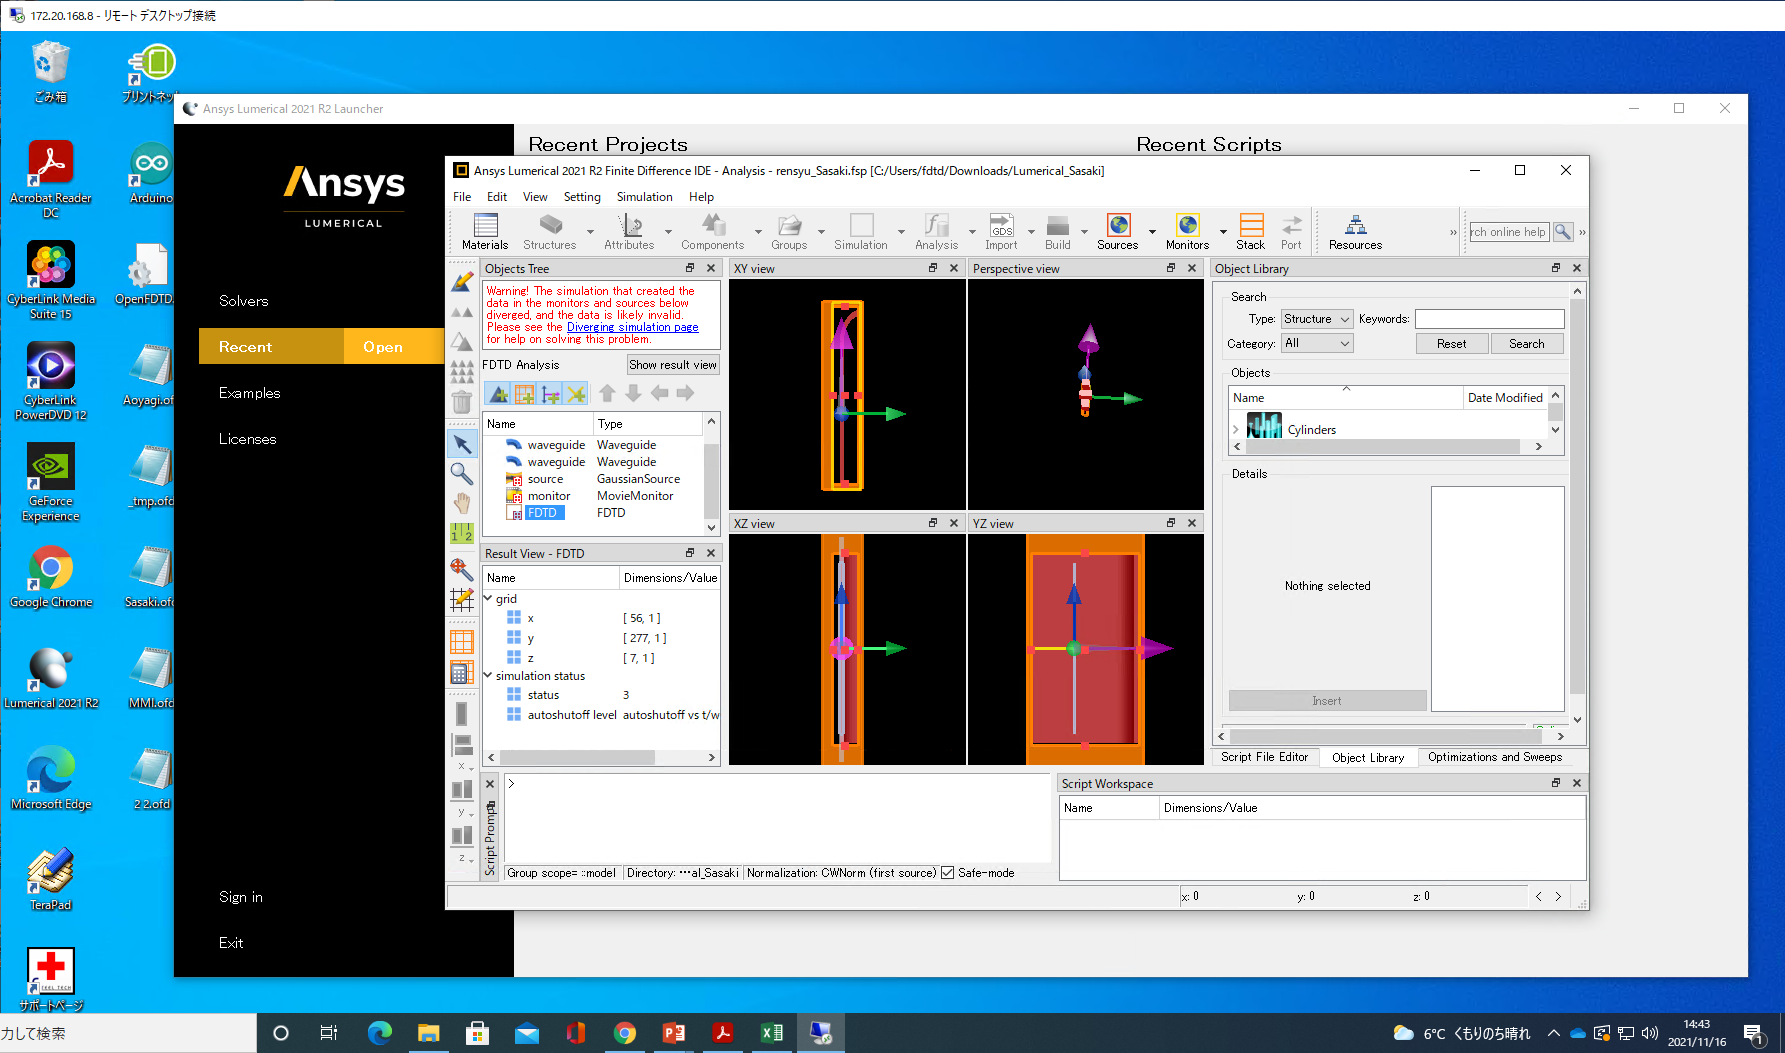 172.20.168.8 - リモート デスクトップ接続
ごみ箱
プリントネッ
Acrobat Reader DC
Arduino
CyberLink Media Suite 15
OpenFDTD.
CyberLink PowerDVD 12
Aoyagi.of
GeForce Experience
_tmp.ofd
Google Chrome
Sasaki.ofd
Lumerical 2021 R2
MMI.ofd
Microsoft Edge
2 2.ofd
TeraPad
サポートページ
Ansys Lumerical 2021 R2 Launcher
Ansys
LUMERICAL
Solvers
Recent
Open
Examples
Licenses
Sign in
Exit
Recent Projects
Recent Scripts
Ansys Lumerical 2021 R2 Finite Difference IDE - Analysis - rensyu_Sasaki.fsp [C:/Users/fdtd/Downloads/Lumerical_Sasaki]
File Edit View Setting Simulation Help
Materials Structures Attributes Components Groups Simulation Analysis Import Build Sources Monitors Stack Port Resources » rch online help »
GDS
Objects Tree
Warning! The simulation that created the
data in the monitors and sources below
diverged, and the data is likely invalid.
Please see the Diverging simulation page
for help on solving this problem.
FDTD Analysis Show result view
Name Type
waveguide Waveguide
waveguide Waveguide
source GaussianSource
monitor MovieMonitor
FDTD FDTD
Result View - FDTD
Name Dimensions/Value
grid
x [ 56, 1 ]
y [ 277, 1 ]
z [ 7, 1 ]
simulation status
status 3
autoshutoff level autoshutoff vs t/w
1 2
x
y
z
XY view
Perspective view
XZ view
YZ view
Object Library
Search
Type: Structure Keywords:
Category: All Reset Search
Objects
Name Date Modified
Cylinders
Details
Nothing selected
Insert
Script File Editor Object Library Optimizations and Sweeps
Script Prompt
>
Group scope= ::model Directory: ...al_Sasaki Normalization: CWNorm (first source) Safe-mode
Script Workspace
Name Dimensions/Value
x: 0 y: 0 z: 0
力して検索
6°C くもりのち晴れ
14:43
2021/11/16
1